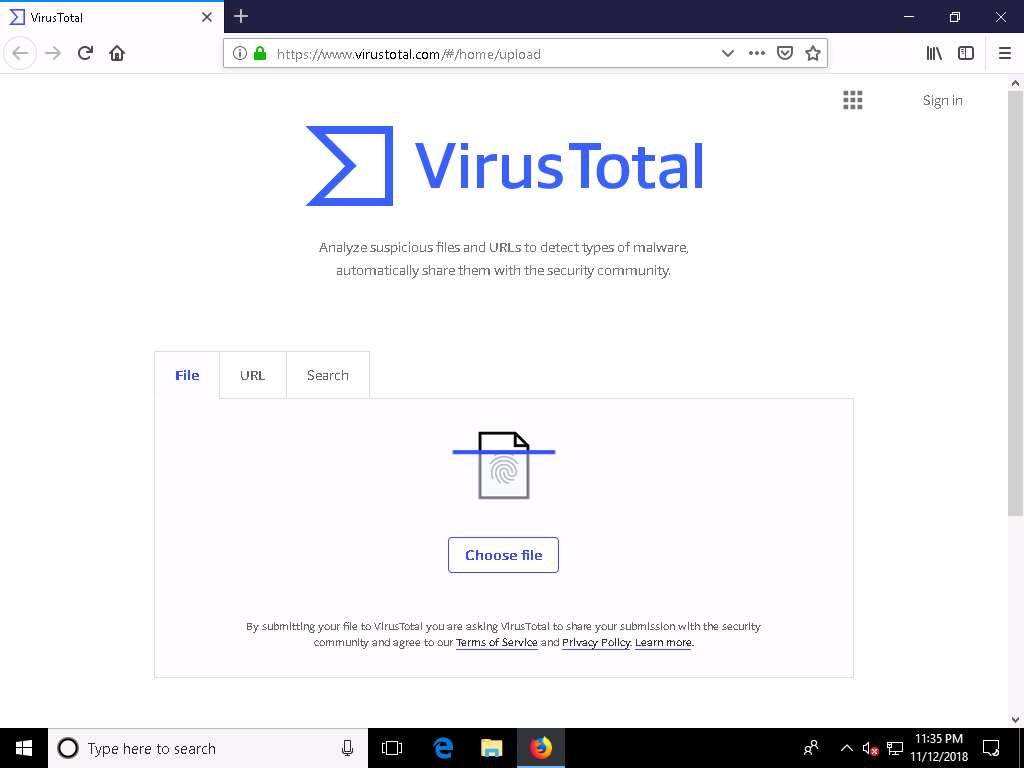 VirusTotal
https://www.virustotal.com/#/home/upload
Sign in
VirusTotal
Analyze suspicious files and URLs to detect types of malware,
automatically share them with the security community.
File
URL
Search
Choose file
By submitting your file to VirusTotal you are asking VirusTotal to share your submission with the security
community and agree to our Terms of Service and Privacy Policy. Learn more.
Type here to search
11:35 PM
11/12/2018